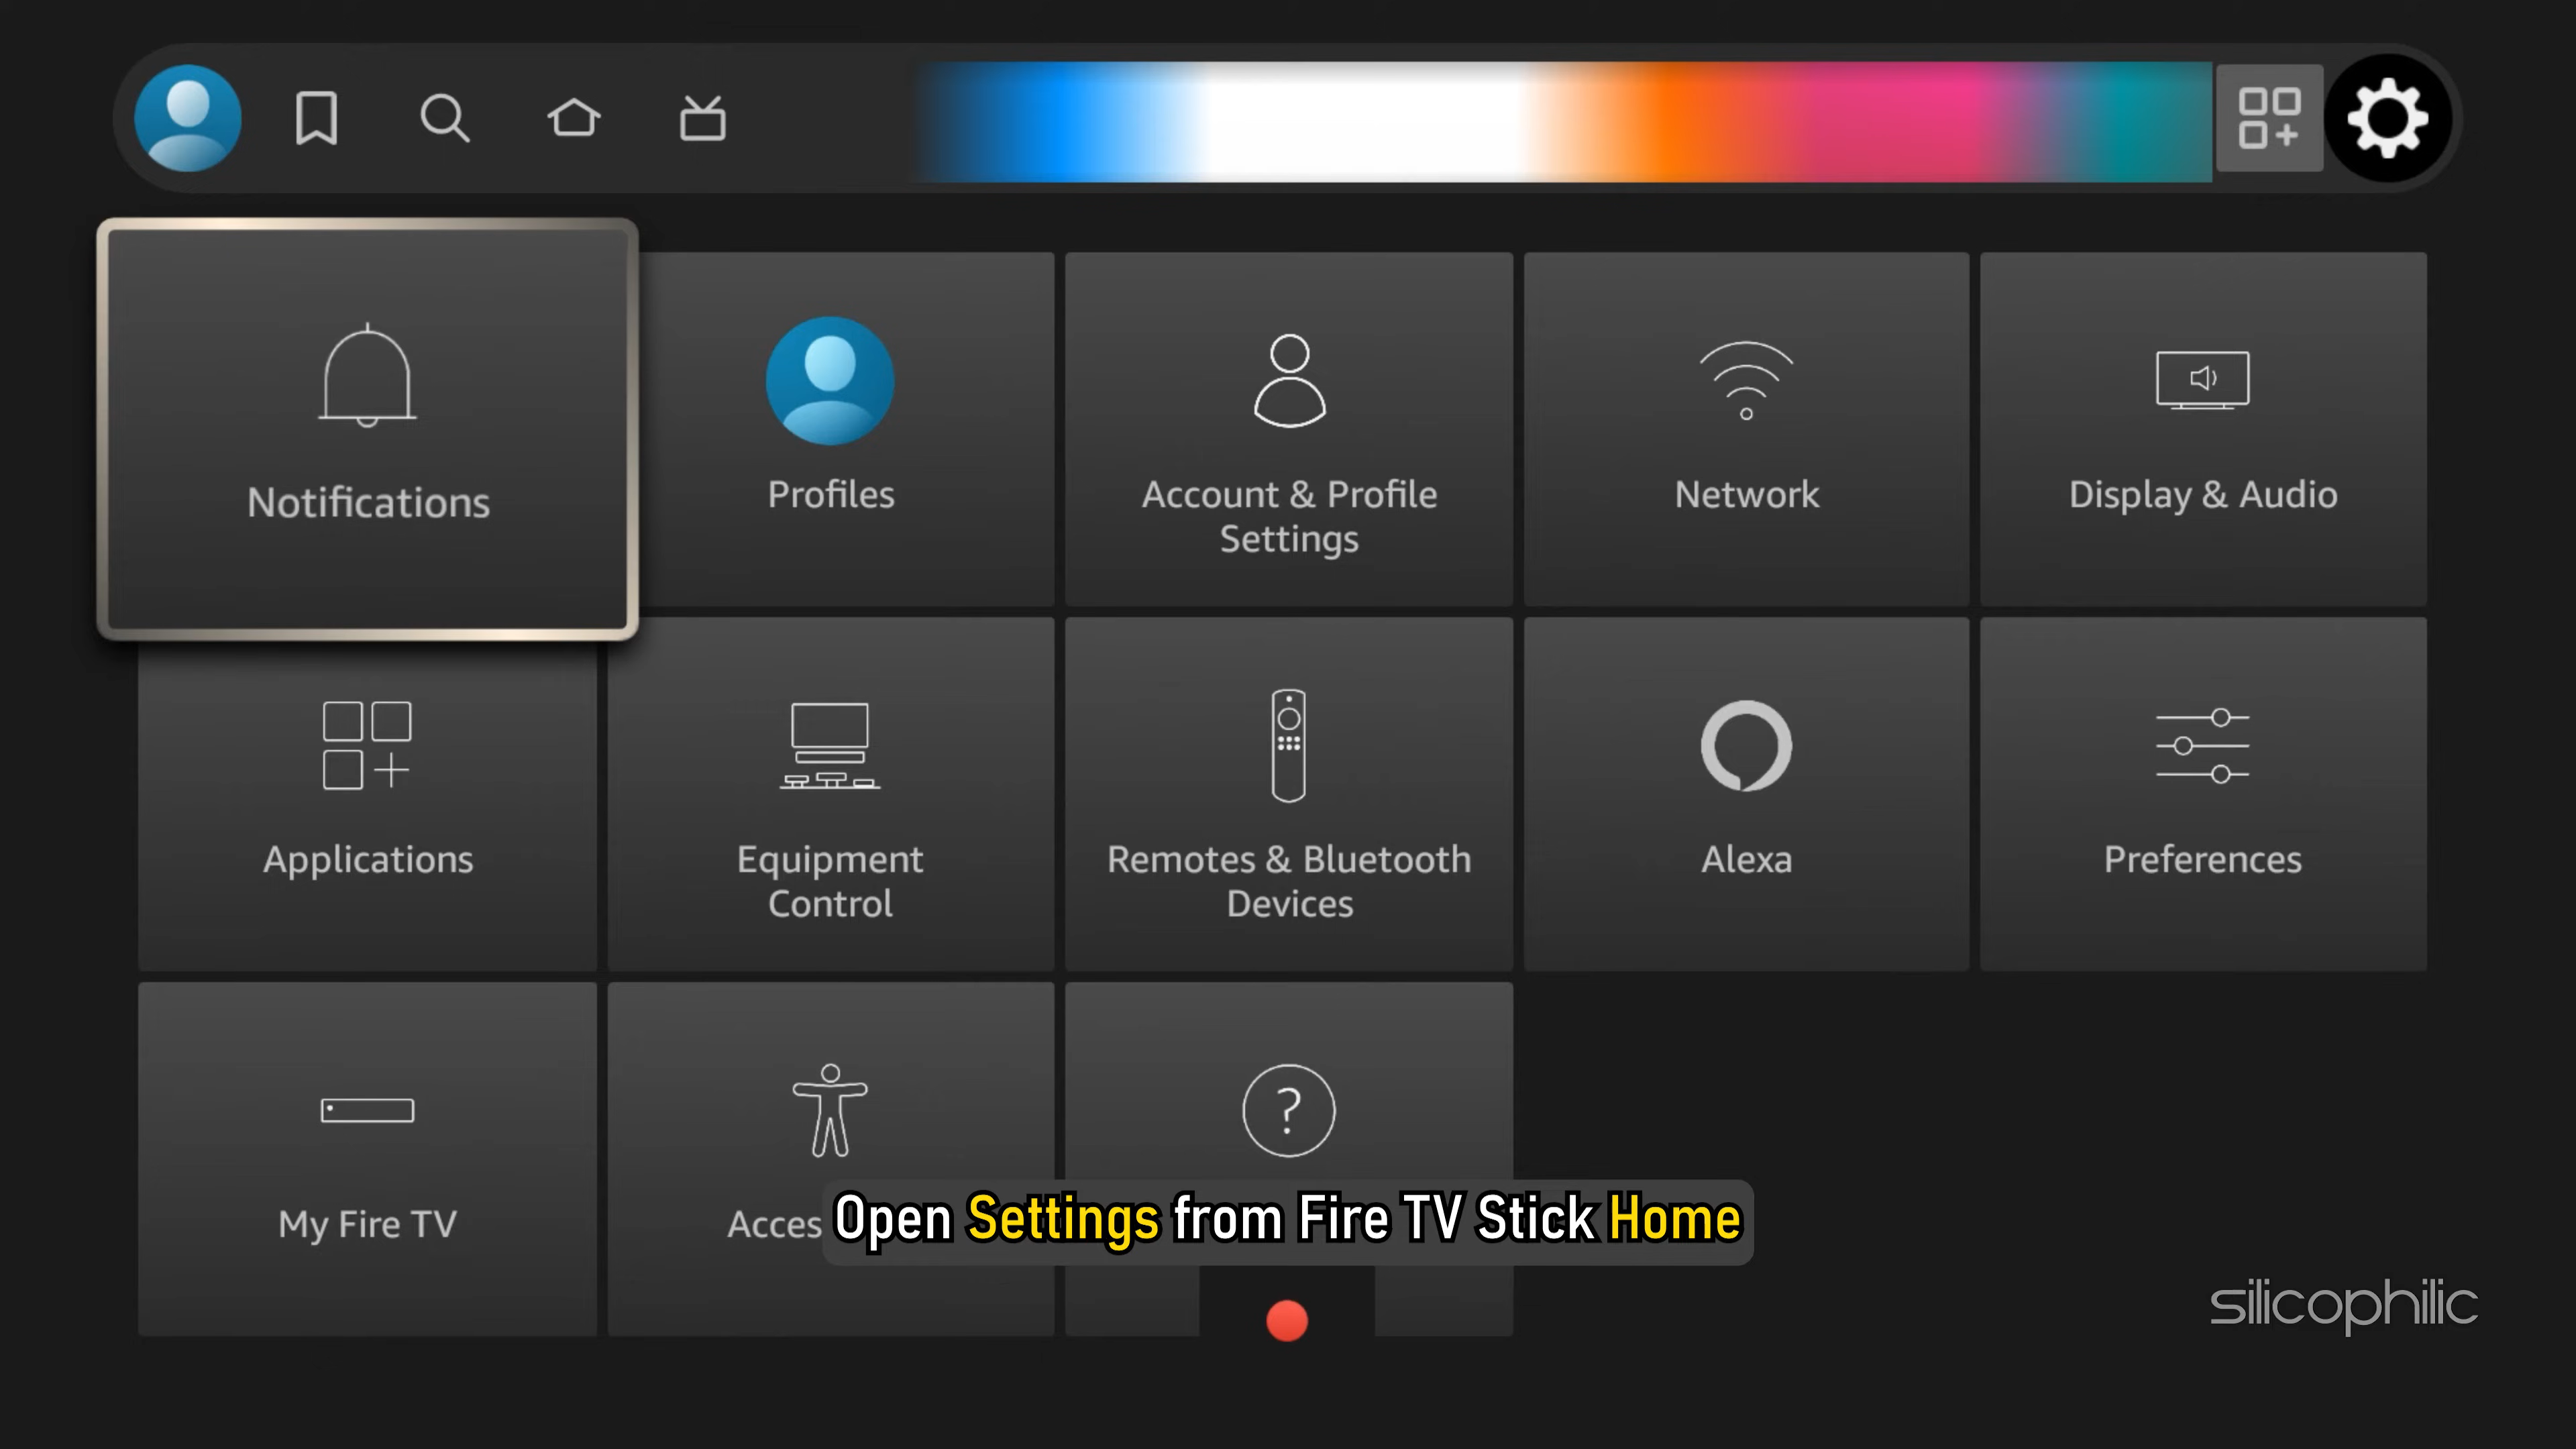 Notifications
Profiles
Account & Profile
Settings
Network
Display & Audio
Applications
Equipment
Control
Remotes & Bluetooth
Devices
Alexa
Preferences
My Fire TV
Acces
?
Open Settings from Fire TV Stick Home
silicophilic